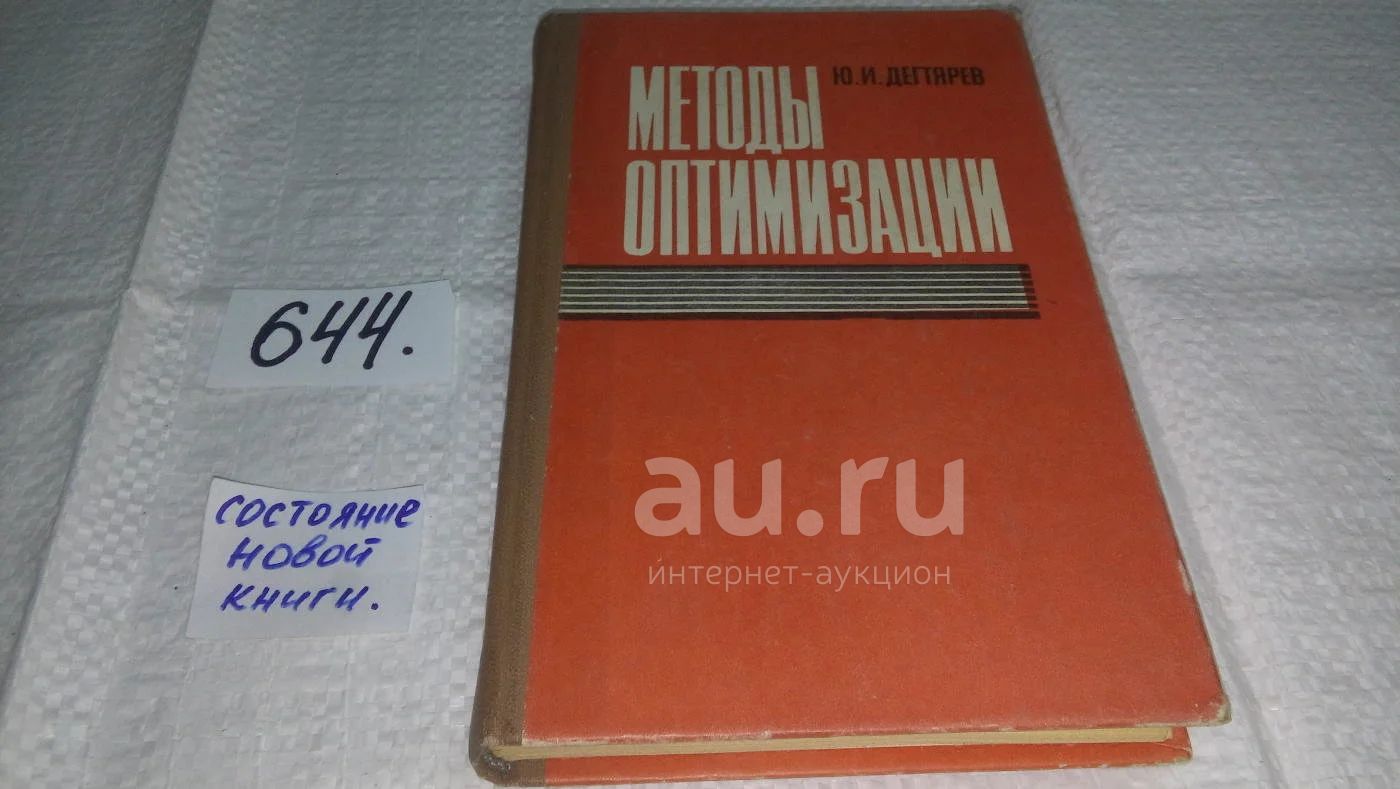 Ю.И. ДЕГТЯРЕВ
МЕТОДЫ
ОПТИМИЗАЦИИ
644.
состояние
новой
книги.
au.ru
интернет-аукцион